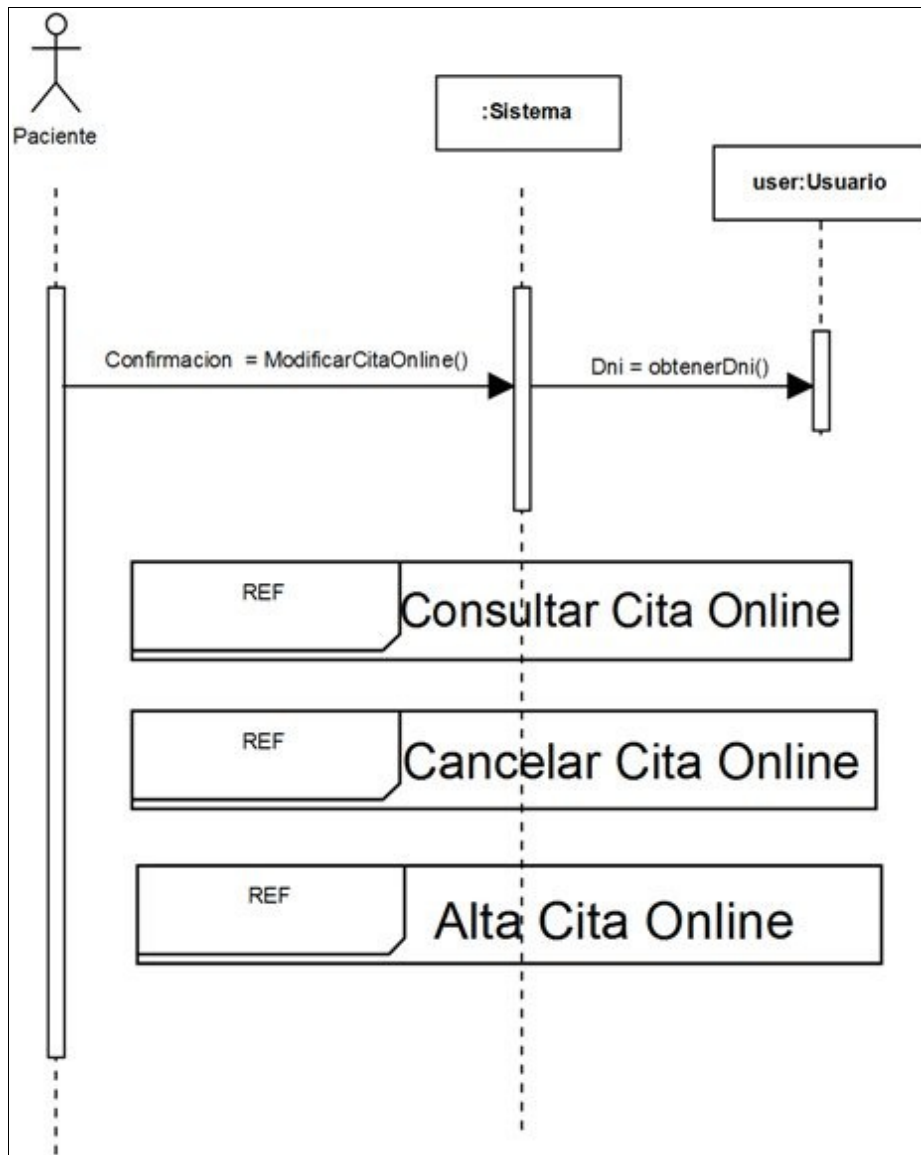 Paciente
:Sistema
user:Usuario
Confirmacion = ModificarCitaOnline()
Dni = obtenerDni()
REF
Consultar Cita Online
REF
Cancelar Cita Online
REF
Alta Cita Online